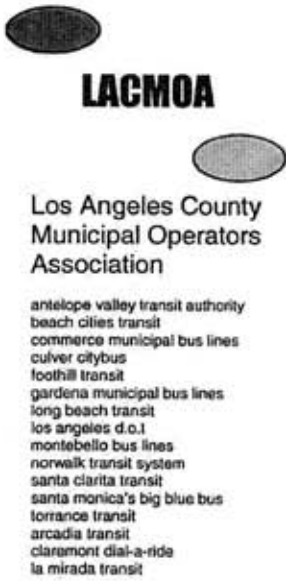 LACMOA
Los Angeles County
Municipal Operators
Association
antelope valley transit authority
beach cities transit
commerce municipal bus lines
culver citybus
foothill transit
gardena municipal bus lines
long beach transit
los angeles d.o.t
montebello bus lines
norwalk transit system
santa clarita transit
santa monica's big blue bus
torrance transit
arcadia transit
claremont dial-a-ride
la mirada transit